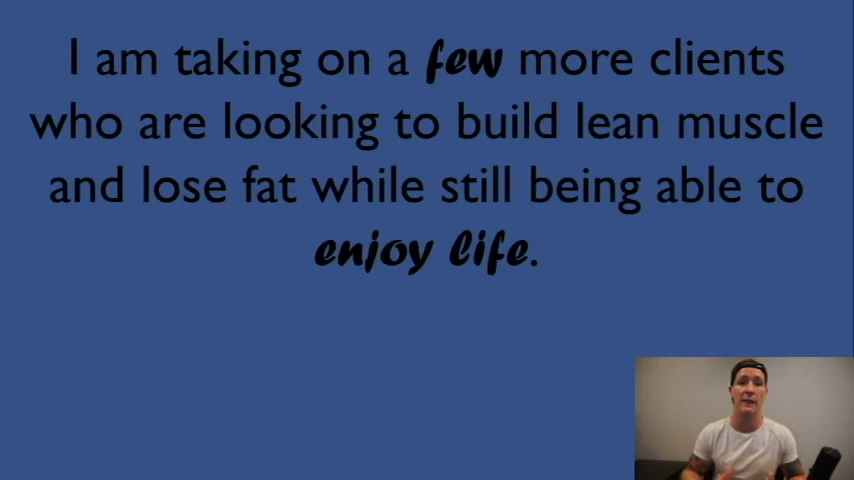 I am taking on a few more clients
who are looking to build lean muscle
and lose fat while still being able to
enjoy life.